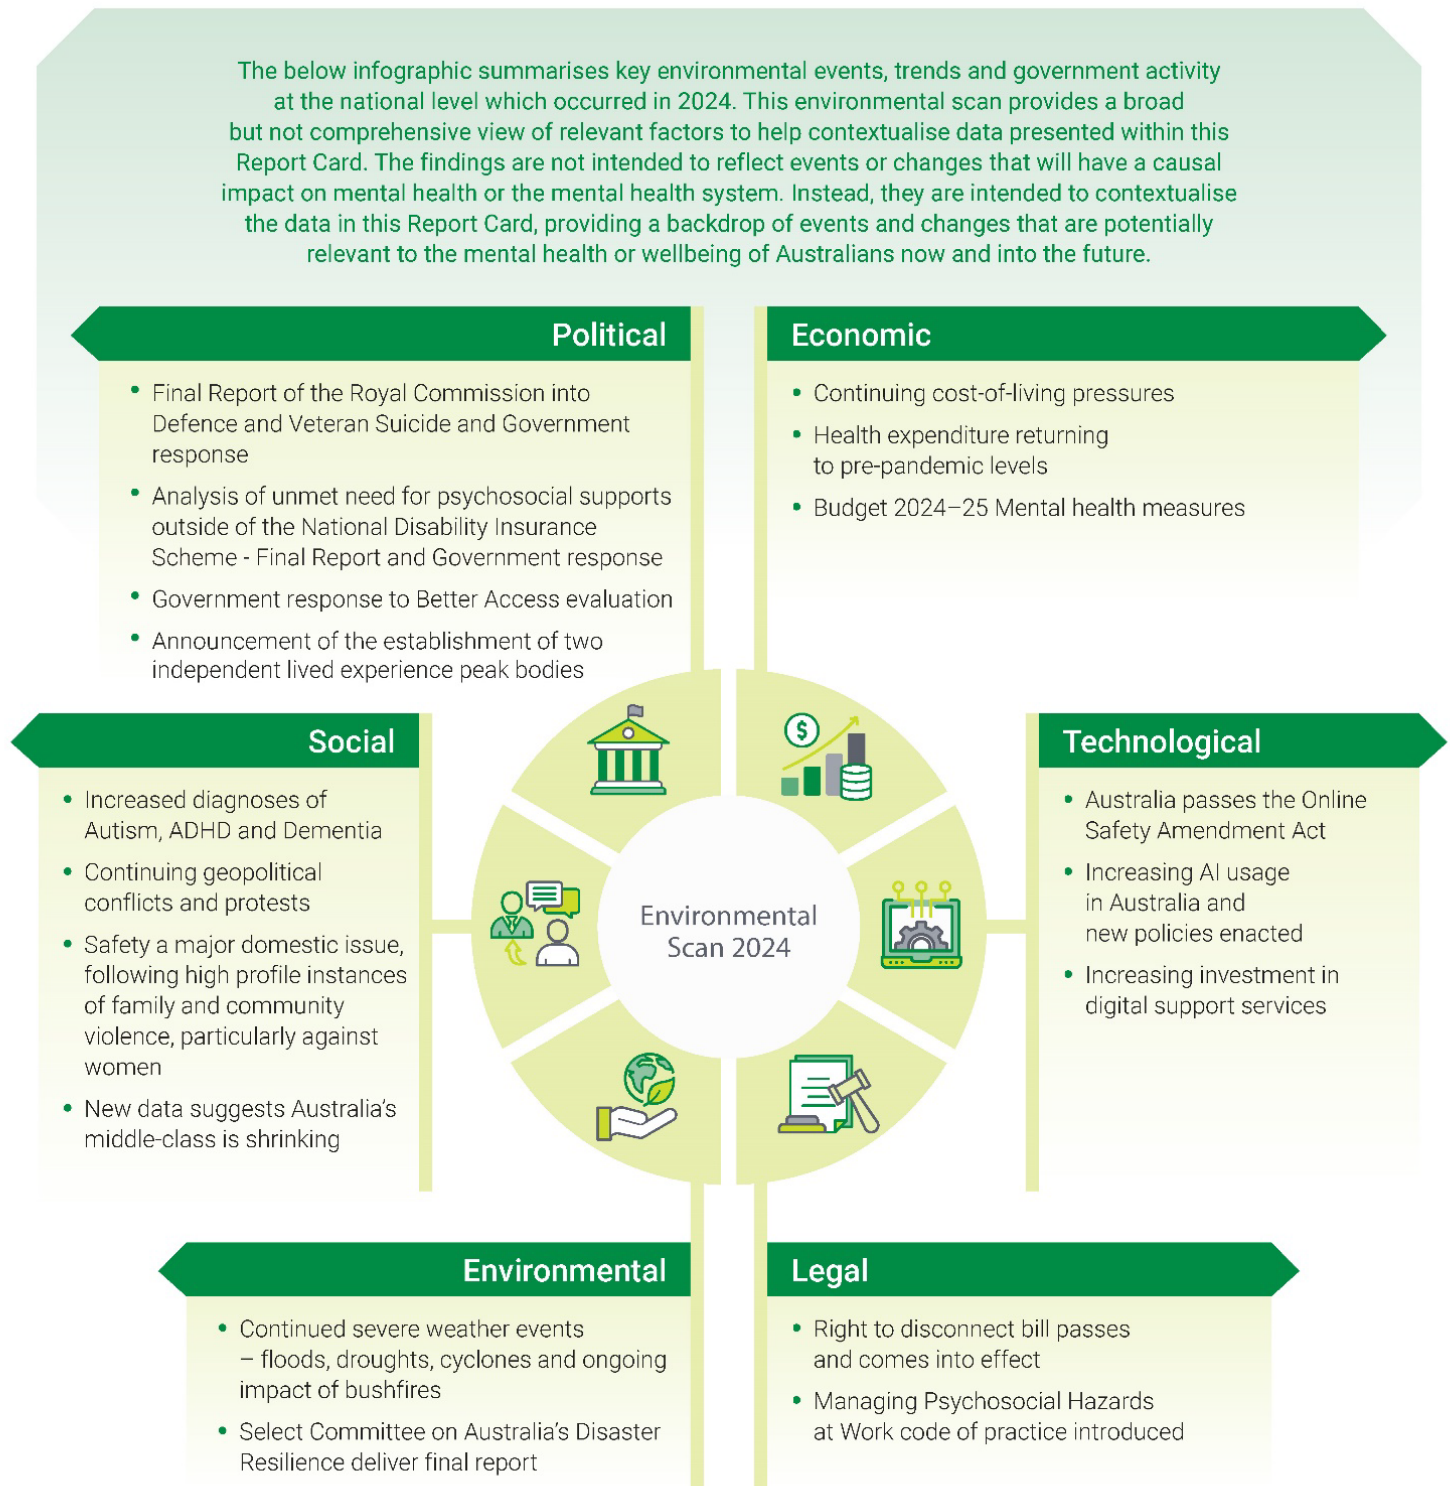 The below infographic summarises key environmental events, trends and government activity
at the national level which occurred in 2024. This environmental scan provides a broad
but not comprehensive view of relevant factors to help contextualise data presented within this
Report Card. The findings are not intended to reflect events or changes that will have a causal
impact on mental health or the mental health system. Instead, they are intended to contextualise
the data in this Report Card, providing a backdrop of events and changes that are potentially
relevant to the mental health or wellbeing of Australians now and into the future.
Political
• Final Report of the Royal Commission into
Defence and Veteran Suicide and Government
response
• Analysis of unmet need for psychosocial supports
outside of the National Disability Insurance
Scheme - Final Report and Government response
• Government response to Better Access evaluation
• Announcement of the establishment of two
independent lived experience peak bodies
Economic
• Continuing cost-of-living pressures
• Health expenditure returning
to pre-pandemic levels
• Budget 2024–25 Mental health measures
Social
• Increased diagnoses of
Autism, ADHD and Dementia
• Continuing geopolitical
conflicts and protests
• Safety a major domestic issue,
following high profile instances
of family and community
violence, particularly against
women
• New data suggests Australia's
middle-class is shrinking
$
Environmental
Scan 2024
Technological
• Australia passes the Online
Safety Amendment Act
• Increasing AI usage
in Australia and
new policies enacted
• Increasing investment in
digital support services
Environmental
• Continued severe weather events
– floods, droughts, cyclones and ongoing
impact of bushfires
• Select Committee on Australia's Disaster
Resilience deliver final report
Legal
• Right to disconnect bill passes
and comes into effect
• Managing Psychosocial Hazards
at Work code of practice introduced